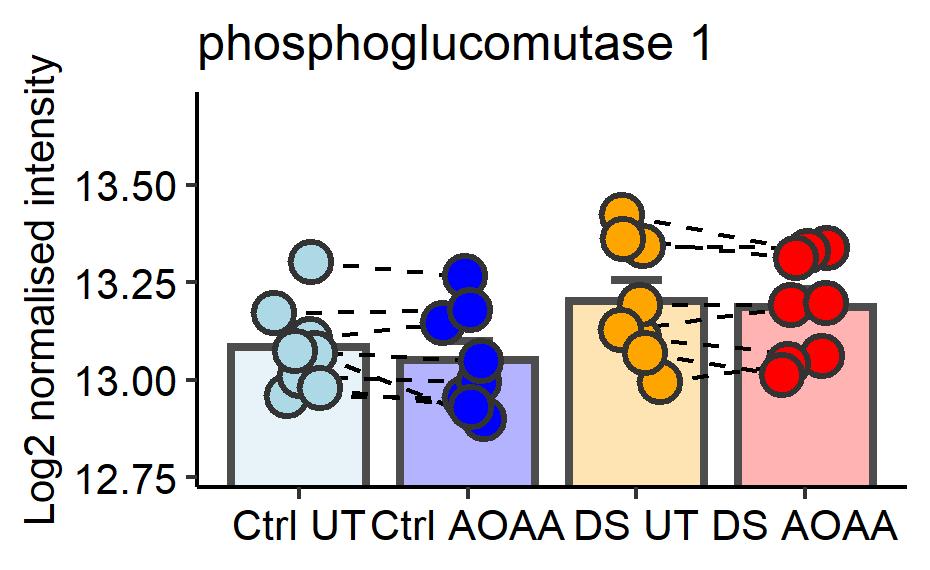 phosphoglucomutase 1
Log2 normalised intensity
13.50
13.25
13.00
12.75
Ctrl UT Ctrl AOAA DS UT DS AOAA